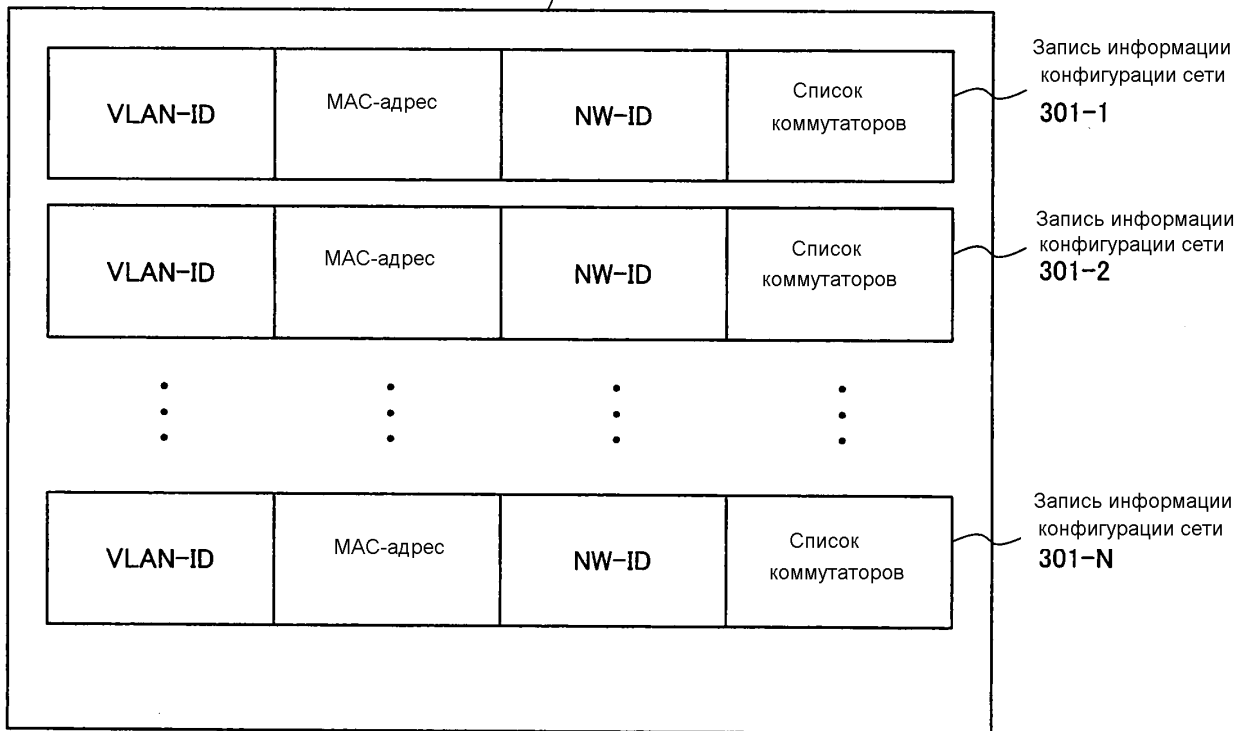 VLAN-ID
MAC-адрес
NW-ID
Список
коммутаторов
Запись информации
конфигурации сети
301-1
VLAN-ID
MAC-адрес
NW-ID
Список
коммутаторов
Запись информации
конфигурации сети
301-2
VLAN-ID
MAC-адрес
NW-ID
Список
коммутаторов
Запись информации
конфигурации сети
301-N